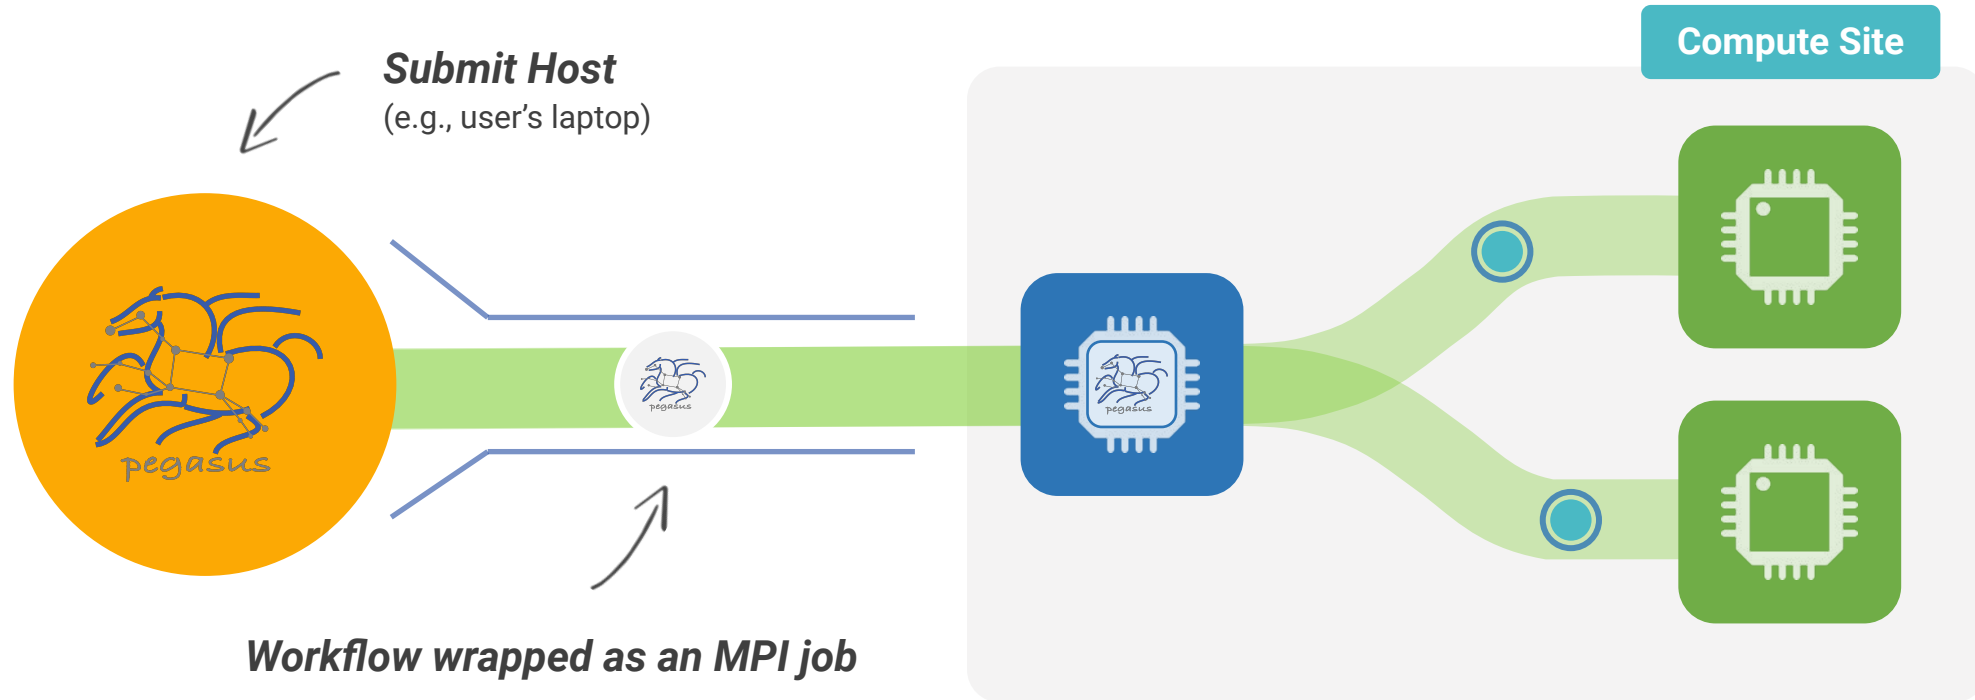 Compute Site
Submit Host
(e.g., user’s laptop)
pegasus
pegasus
pegasus
Workflow wrapped as an MPI job